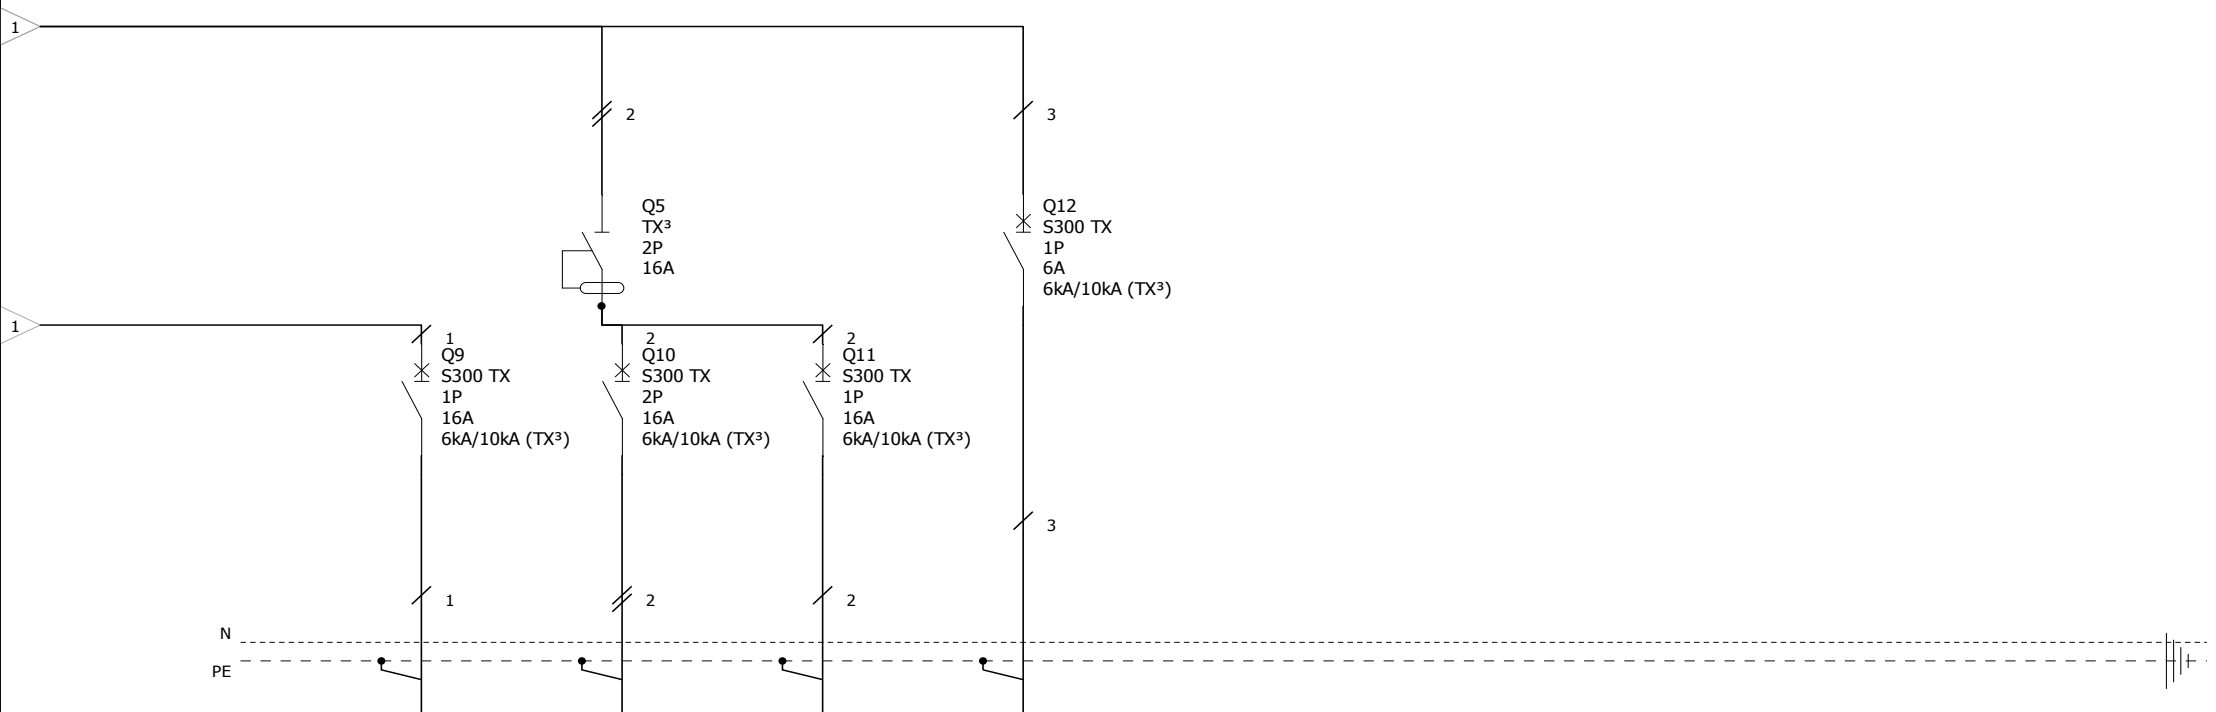 1
2
3
Q5
TX³
2P
16A
Q12
S300 TX
1P
6A
6kA/10kA (TX³)
1
1
Q9
S300 TX
1P
16A
6kA/10kA (TX³)
2
Q10
S300 TX
2P
16A
6kA/10kA (TX³)
2
Q11
S300 TX
1P
16A
6kA/10kA (TX³)
3
1
2
2
N
PE